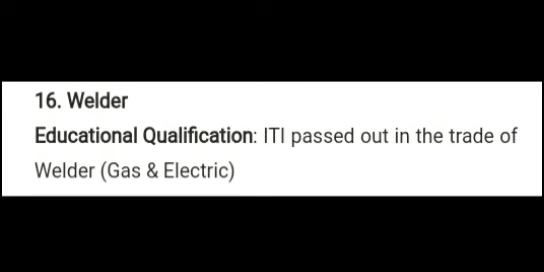 16. Welder
Educational Qualification: ITI passed out in the trade of
Welder (Gas & Electric)